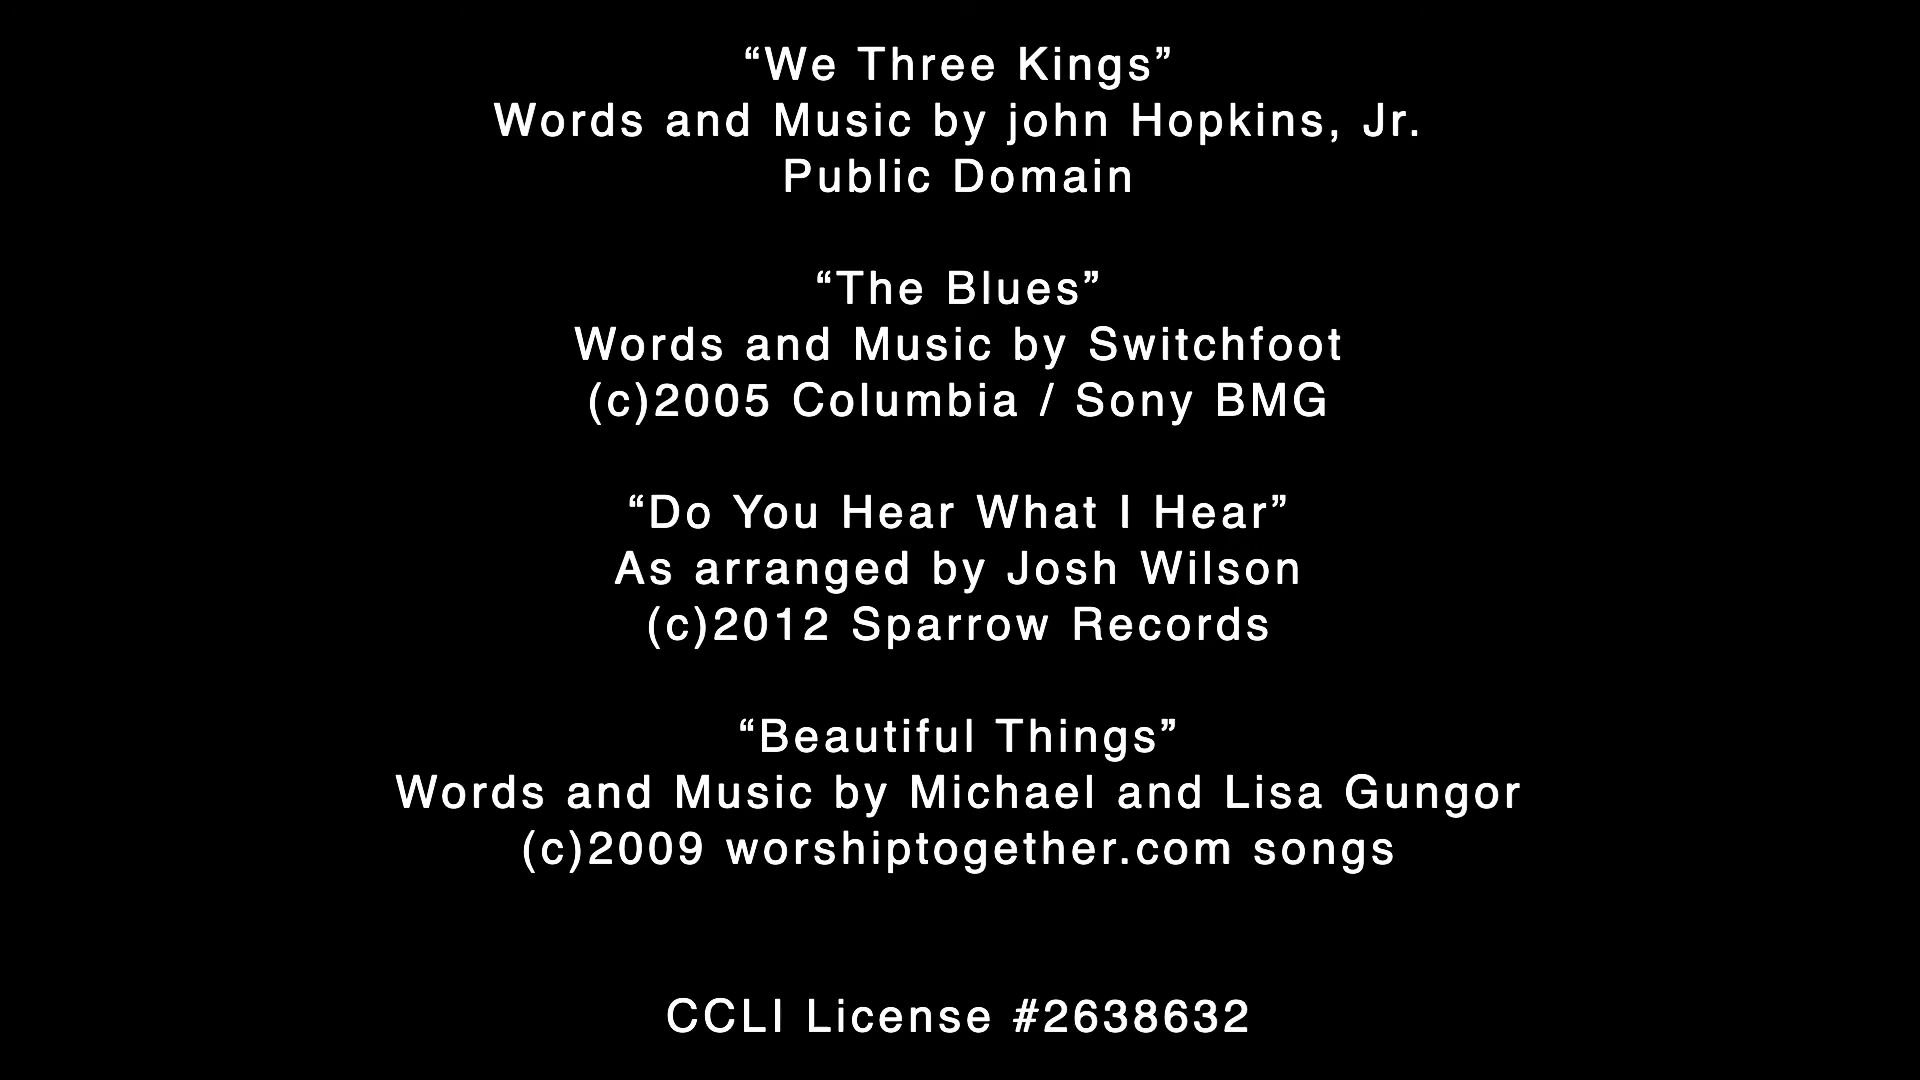 “We Three Kings”
Words and Music by john Hopkins, Jr.
Public Domain
“The Blues”
Words and Music by Switchfoot
(c)2005 Columbia / Sony BMG
“Do You Hear What I Hear”
As arranged by Josh Wilson
(c)2012 Sparrow Records
“Beautiful Things”
Words and Music by Michael and Lisa Gungor
(c)2009 worshiptogether.com songs
CCLI License #2638632